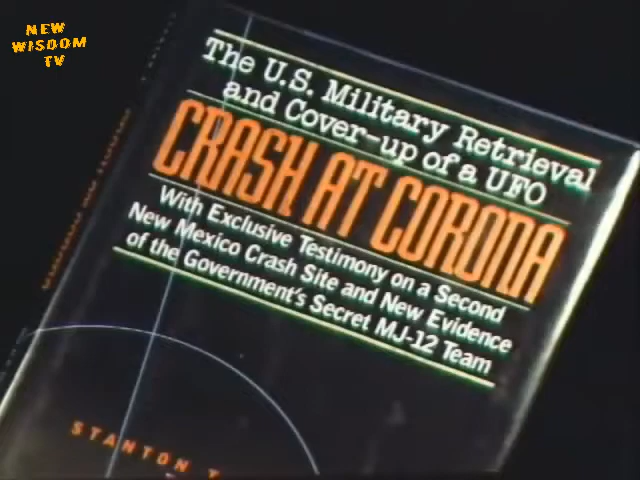 NEW
WISDOM
TV
The U.S. Military Retrieval
and Cover-up of a UFO
CRASH AT CORONA
With Exclusive Testimony on a Second
New Mexico Crash Site and New Evidence
of the Government's Secret MJ-12 Team
STANTON T